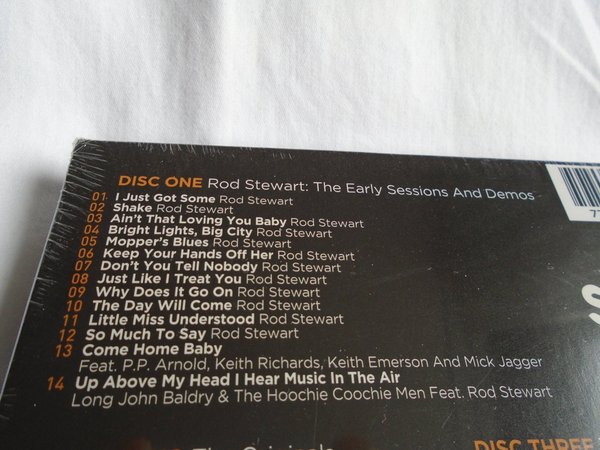 DISC ONE Rod Stewart: The Early Sessions And Demos
01 I Just Got Some Rod Stewart
02 Shake Rod Stewart
03 Ain't That Loving You Baby Rod Stewart
04 Bright Lights, Big City Rod Stewart
05 Mopper's Blues Rod Stewart
06 Keep Your Hands Off Her Rod Stewart
07 Don't You Tell Nobody Rod Stewart
08 Just Like I Treat You Rod Stewart
09 Why Does It Go On Rod Stewart
10 The Day Will Come Rod Stewart
11 Little Miss Understood Rod Stewart
12 So Much To Say Rod Stewart
13 Come Home Baby
Feat. P.P. Arnold, Keith Richards, Keith Emerson And Mick Jagger
14 Up Above My Head I Hear Music In The Air
Long John Baldry & The Hoochie Coochie Men Feat. Rod Stewart
The Originals
DISC THREE